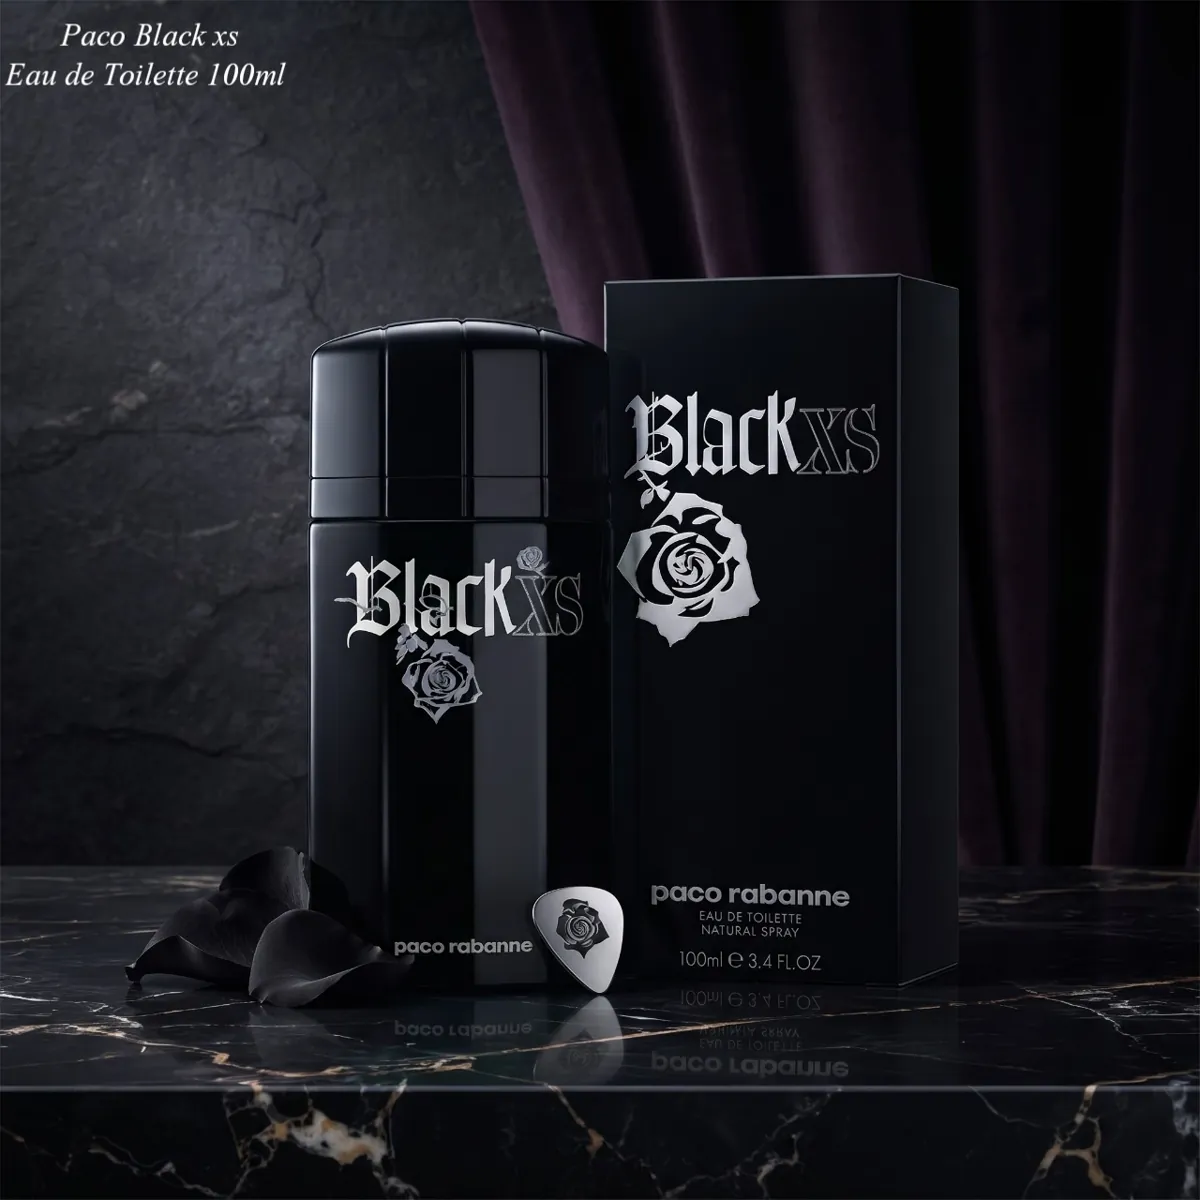 Paco Black xs
Eau de Toilette 100ml
Black XS
Black XS
paco rabanne
paco rabanne
EAU DE TOILETTE
NATURAL SPRAY
100ml ℮ 3,4 FL.OZ